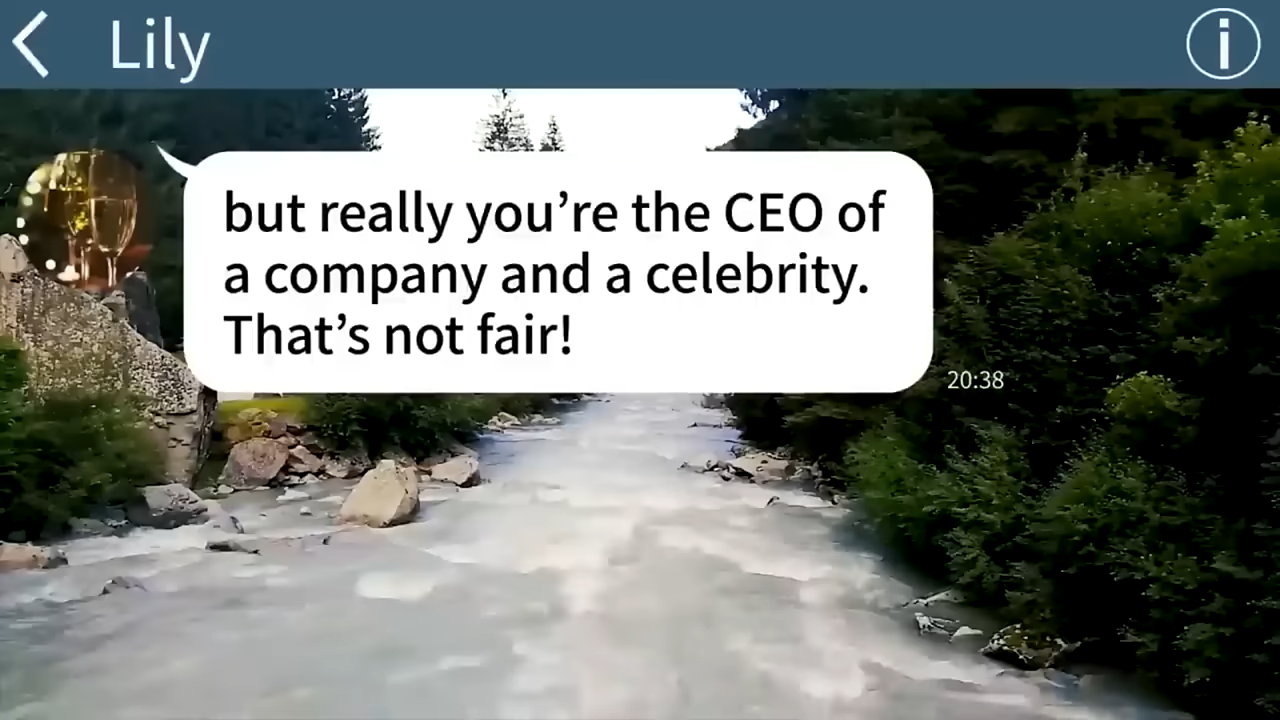 Lily
but really you’re the CEO of
a company and a celebrity.
That’s not fair!
20:38